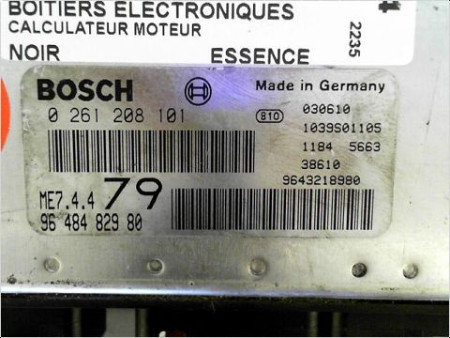 BOITIERS ELECTRONIQUES
CALCULATEUR MOTEUR
NOIR ESSENCE
2235
BOSCH Made in Germany
0 261 208 101
810 030610
1039S01105
1184 5663
38610
9643218980
ME7.4.4 79
96 484 829 80